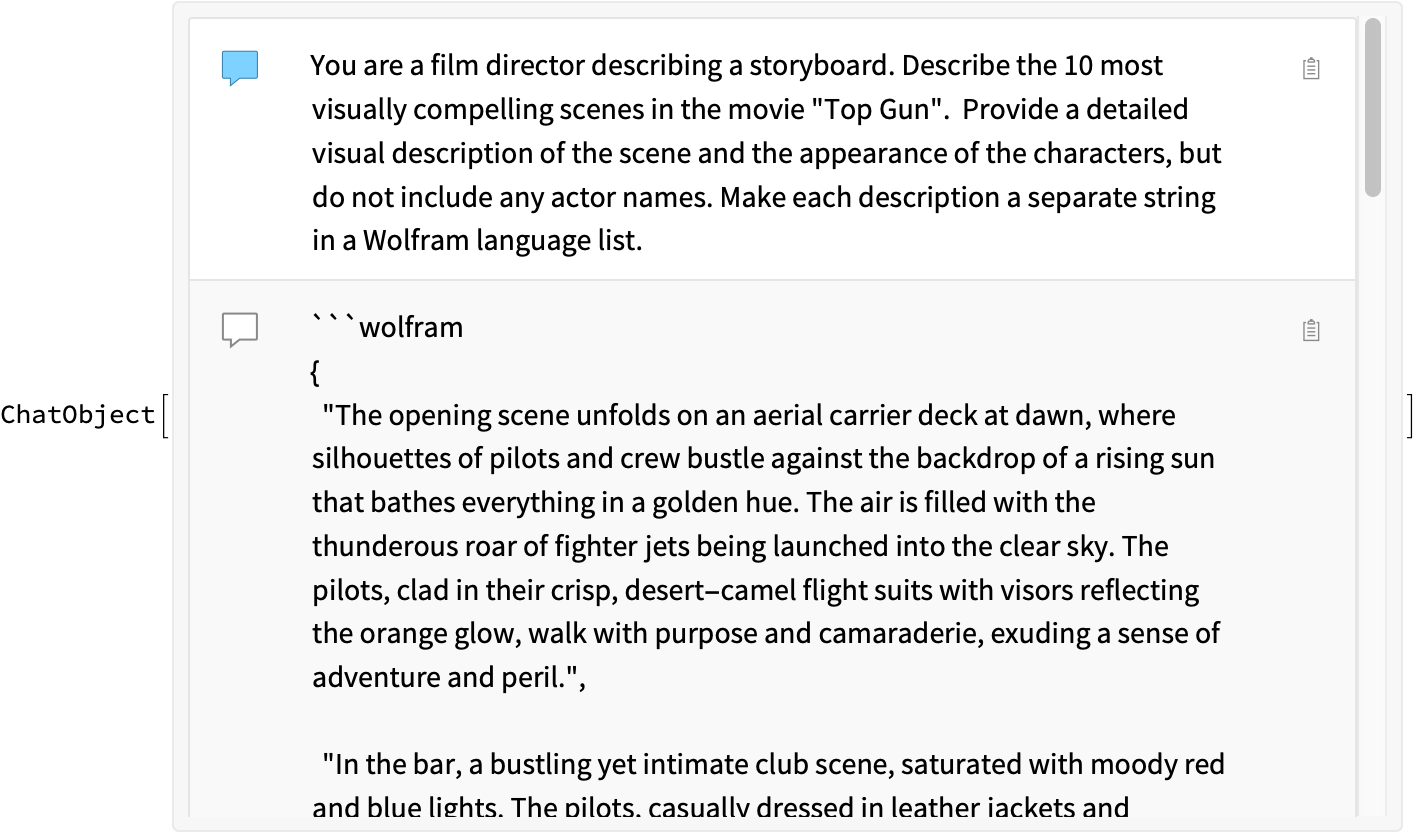 You are a film director describing a storyboard. Describe the 10 most
visually compelling scenes in the movie "Top Gun".  Provide a detailed
visual description of the scene and the appearance of the characters, but
do not include any actor names. Make each description a separate string
in a Wolfram language list.
```wolfram
{
"The opening scene unfolds on an aerial carrier deck at dawn, where
silhouettes of pilots and crew bustle against the backdrop of a rising sun
that bathes everything in a golden hue. The air is filled with the
thunderous roar of fighter jets being launched into the clear sky. The
pilots, clad in their crisp, desert-camel flight suits with visors reflecting
the orange glow, walk with purpose and camaraderie, exuding a sense of
adventure and peril.",
"In the bar, a bustling yet intimate club scene, saturated with moody red
and blue lights. The pilots, casually dressed in leather jackets and
ChatObject[ ]